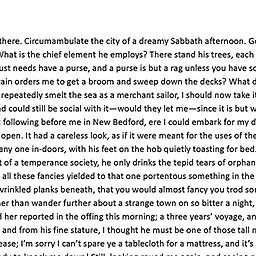 there. Circumambulate the city of a dreamy Sabbath afternoon.
What is the chief element he employs? There stand his trees, each
must needs have a purse, and a purse is but a rag unless you have
orders me to get a broom and sweep down the decks? What
repeatedly smelt the sea as a merchant sailor, I should now take it
could still be social with it—would they let me—since it is but
following before me in New Bedford, ere I could embark for my
open. It had a careless look, as if it were meant for the uses of the
any one in-doors, with his feet on the hob quietly toasting for bed.
of a temperance society, he only drinks the tepid tears of orphan
all these fancies yielded to that one portentous something in the
wrinkled planks beneath, that you would almost fancy you trod
than wander further about a strange town on so bitter a night,
her reported in the offing this morning; a three years' voyage,
and from his fine stature, I thought he must be one of those tall
I'm sorry I can't spare ye a tablecloth for a mattress, and it's